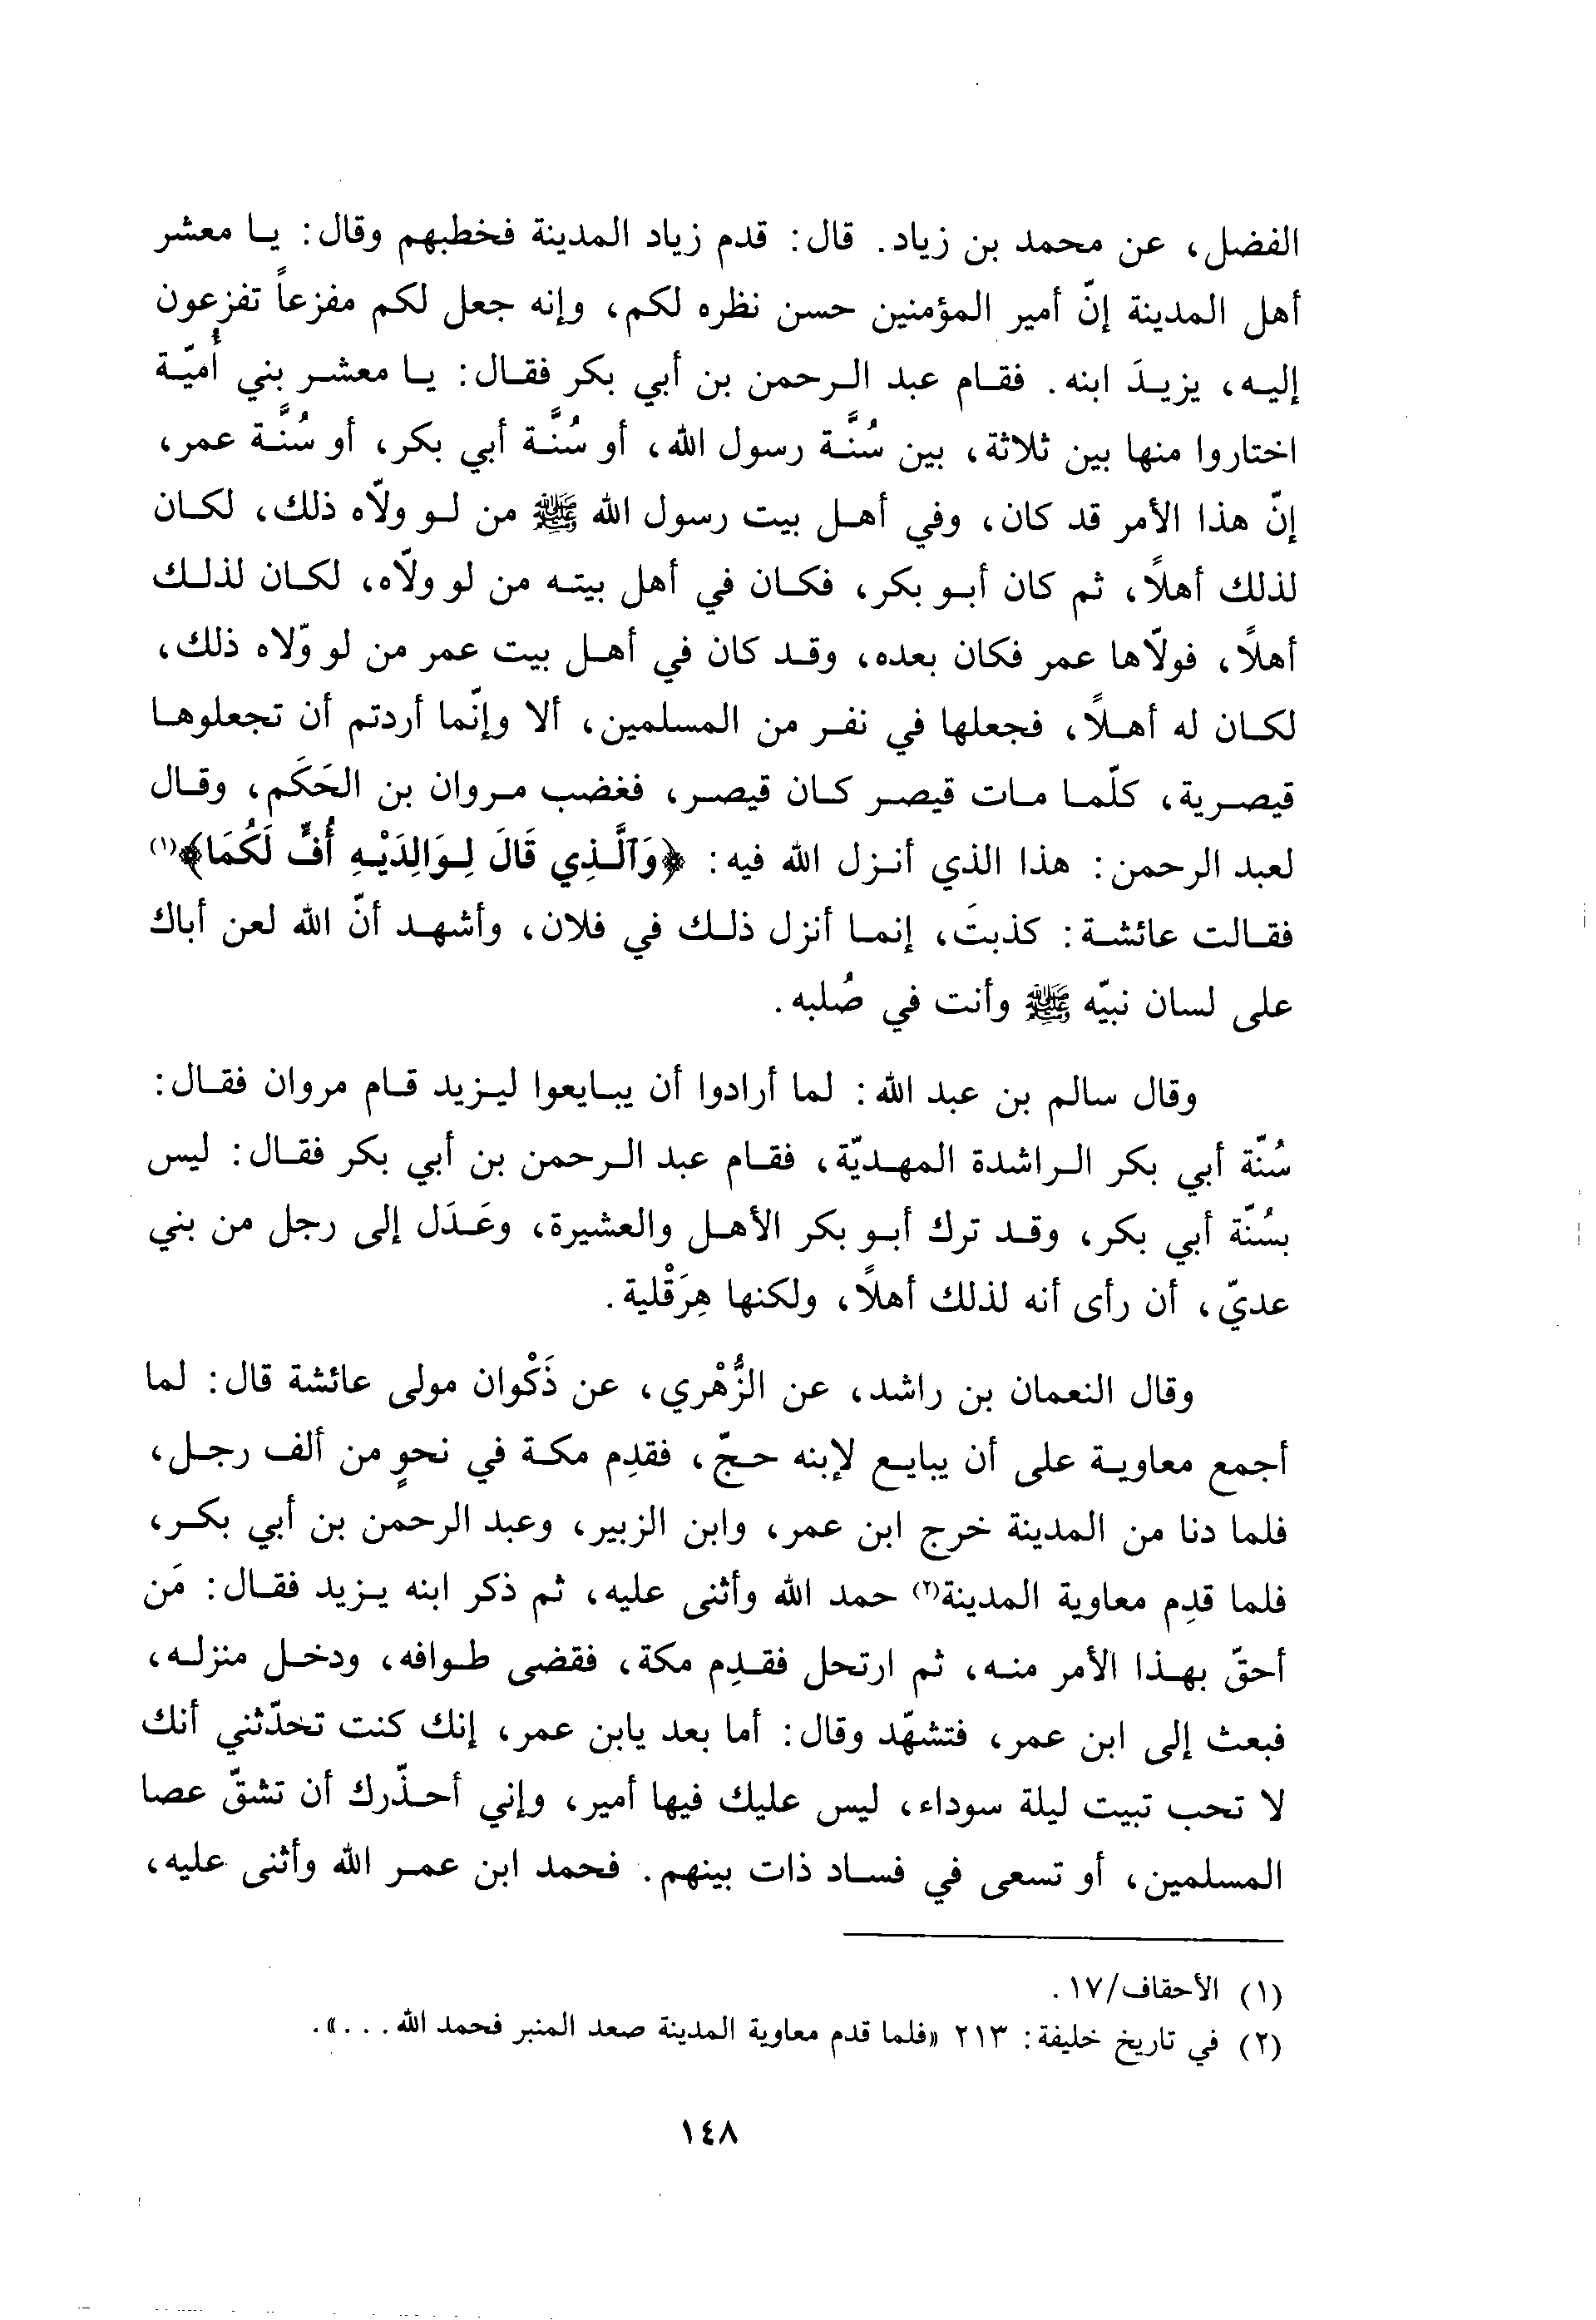 الفضل، عن محمد بن زياد. قال: قدم زياد المدينة فخطبهم وقال: يا معشر
أهل المدينة إنّ أمير المؤمنين حسن نظره لكم، وإنه جعل لكم مفزعاً تفزعون
إليه، يزيدَ ابنه. فقام عبد الرحمن بن أبي بكر فقال: يا معشر بني أُميّة
اختاروا منها بين ثلاثة، بين سُنَّة رسول الله، أو سُنَّة أبي بكر، أو سُنَّة عمر،
إنّ هذا الأمر قد كان، وفي أهل بيت رسول الله ﷺ من لو ولّاه ذلك، لكان
لذلك أهلًا، ثم كان أبو بكر، فكان في أهل بيته من لو ولّاه، لكان لذلك
أهلًا، فولّاها عمر فكان بعده، وقد كان في أهل بيت عمر من لو وّلاه ذلك،
لكان له أهلًا، فجعلها في نفر من المسلمين، ألا وإنّما أردتم أن تجعلوها
قيصرية، كلّما مات قيصر كان قيصر، فغضب مروان بن الحَكَم، وقال
لعبد الرحمن: هذا الذي أنزل الله فيه: ﴿وَٱلَّذِي قَالَ لِوَالِدَيْهِ أُفٍّ لَكُمَا﴾(١)
فقالت عائشة: كذبتَ، إنما أنزل ذلك في فلان، وأشهد أنّ الله لعن أباك
على لسان نبيّه ﷺ وأنت في صُلبه.
وقال سالم بن عبد الله: لما أرادوا أن يبايعوا ليزيد قام مروان فقال:
سُنّة أبي بكر الراشدة المهديّة، فقام عبد الرحمن بن أبي بكر فقال: ليس
بسُنّة أبي بكر، وقد ترك أبو بكر الأهل والعشيرة، وعَدَل إلى رجل من بني
عديّ، أن رأى أنه لذلك أهلًا، ولكنها هِرَقْلية.
وقال النعمان بن راشد، عن الزُّهْري، عن ذَكْوان مولى عائشة قال: لما
أجمع معاوية على أن يبايع لإبنه حجّ، فقدِم مكة في نحوٍ من ألف رجل،
فلما دنا من المدينة خرج ابن عمر، وابن الزبير، وعبد الرحمن بن أبي بكر،
فلما قدِم معاوية المدينة(٢) حمد الله وأثنى عليه، ثم ذكر ابنه يزيد فقال: مَن
أحقّ بهذا الأمر منه، ثم ارتحل فقدِم مكة، فقضى طوافه، ودخل منزله،
فبعث إلى ابن عمر، فتشهّد وقال: أما بعد يابن عمر، إنك كنت تحدّثني أنك
لا تحب تبيت ليلة سوداء، ليس عليك فيها أمير، وإني أحذّرك أن تشقّ عصا
المسلمين، أو تسعى في فساد ذات بينهم. فحمد ابن عمر الله وأثنى عليه،
(١) الأحقاف/١٧.
(٢) في تاريخ خليفة: ٢١٣ «فلما قدم معاوية المدينة صعد المنبر فحمد الله...».
١٤٨